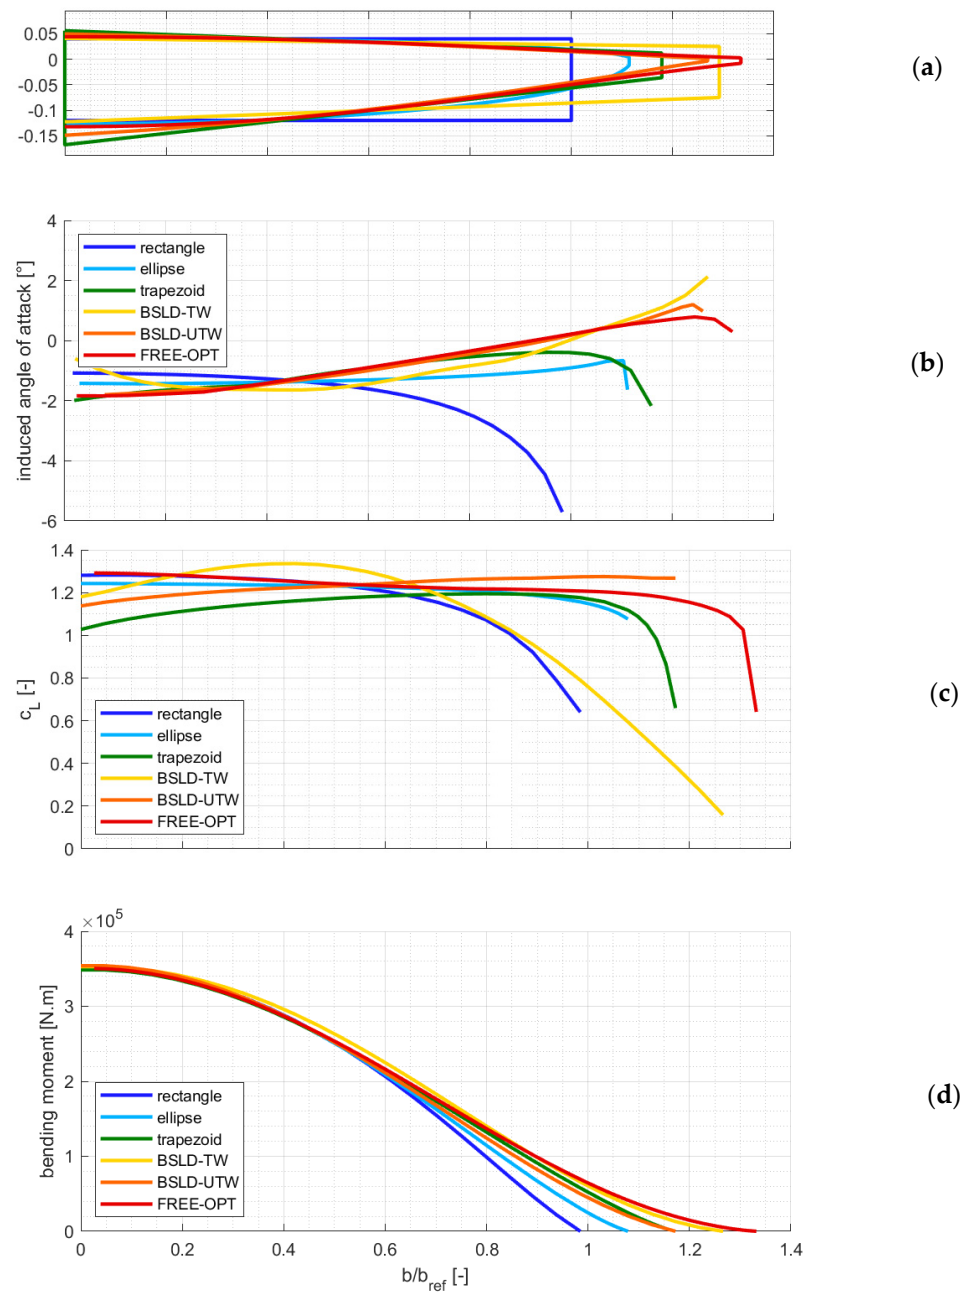 0.05
0
-0.05
-0.1
-0.15
(a)
4
2
0
-2
-4
-6
induced angle of attack [°]
rectangle
ellipse
trapezoid
BSLD-TW
BSLD-UTW
FREE-OPT
(b)
1.4
1.2
1
0.8
0.6
0.4
0.2
0
c_L [-]
rectangle
ellipse
trapezoid
BSLD-TW
BSLD-UTW
FREE-OPT
(c)
×10^5
4
3
2
1
0
bending moment [N.m]
rectangle
ellipse
trapezoid
BSLD-TW
BSLD-UTW
FREE-OPT
(d)
0 0.2 0.4 0.6 0.8 1 1.2 1.4
b/b_ref [-]